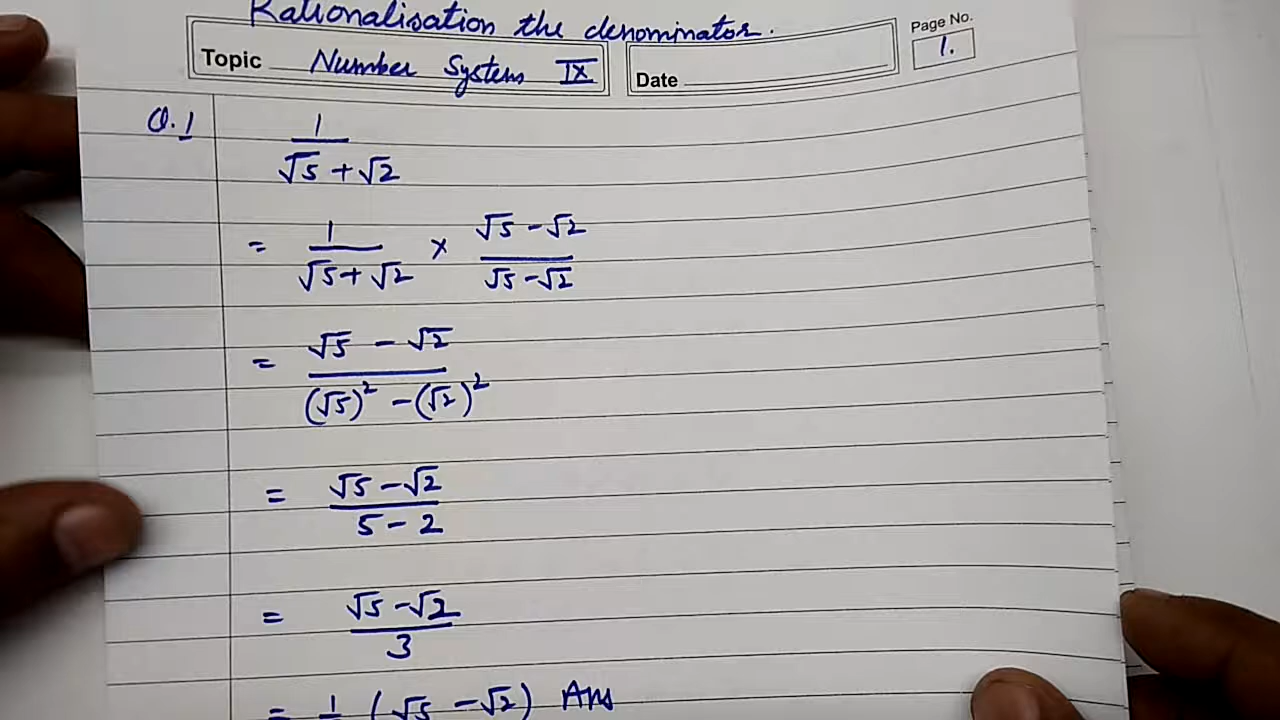 Rationalisation the denominator.
Topic Number System IX Date Page No. 1.
Q.1 1/(√5 + √2)
= 1/(√5 + √2) × (√5 - √2)/(√5 - √2)
= (√5 - √2)/((√5)² - (√2)²)
= (√5 - √2)/(5 - 2)
= (√5 - √2)/3
= 1/ (√5 - √2) Ans